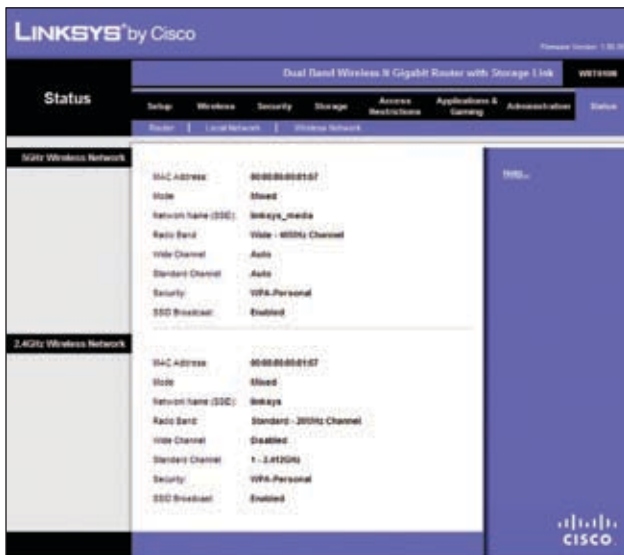 LINKSYS® by Cisco
Firmware Version:
Dual Band Wireless-N Gigabit Router with Storage Link
Status
Setup Wireless Security Storage Access Restrictions Applications & Gaming Administration Status
Router | Local Network | Wireless Network
5GHz Wireless Network
Help...
MAC Address:
Mode: Mixed
Network Name (SSID): linksys_media
Radio Band: Wide - 40GHz Channel
Wide Channel: Auto
Standard Channel: Auto
Security: WPA-Personal
SSID Broadcast: Enabled
2.4GHz Wireless Network
MAC Address:
Mode: Mixed
Network Name (SSID): linksys
Radio Band: Standard - 20GHz Channel
Wide Channel: Disabled
Standard Channel: 1 - 2.412GHz
Security: WPA-Personal
SSID Broadcast: Enabled
CISCO